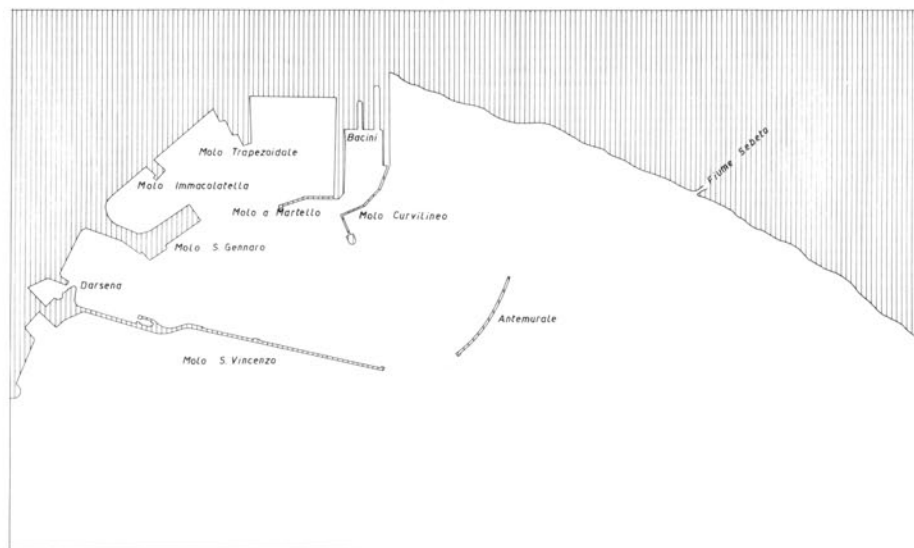 Bacini
Molo Trapezoidale
Molo Immacolatella
Molo a Martello
Molo Curvilineo
Fiume Sebeto
Molo S. Gennaro
Darsena
Antemurale
Molo S. Vincenzo